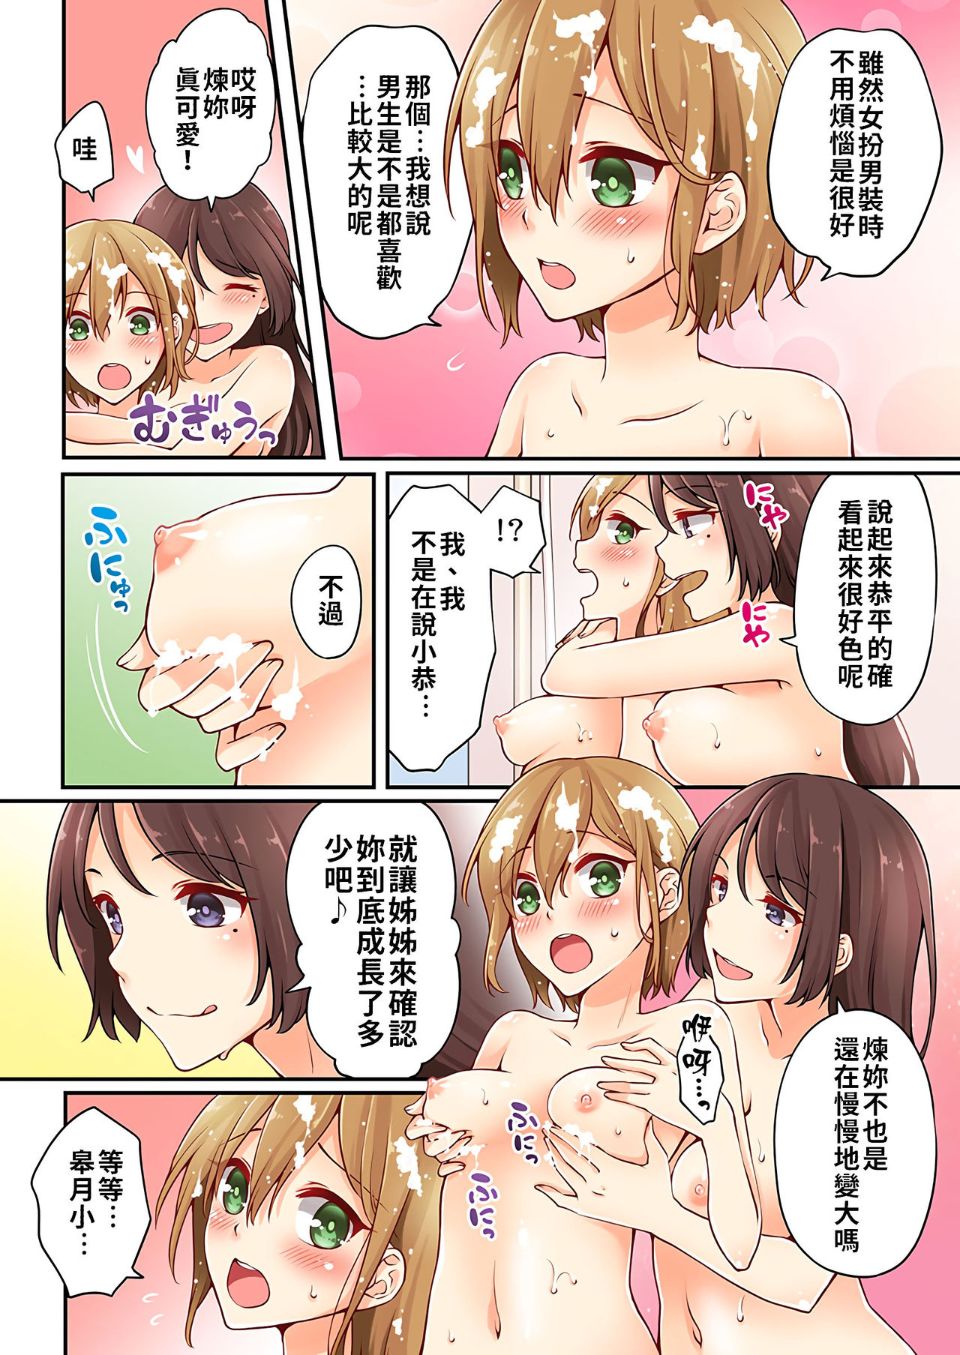 雖然女扮男裝時
不用煩惱是很好
那個…我想說
男生是不是都喜歡
…比較大的呢
哎呀
煉妳
真可愛！
哇
むぎゅうっ
說起來恭平的確
看起來很好色呢
にや
にや
!?
我、我
不是在說小恭…
不過
ふにゅっ
煉妳不也是
還在慢慢地變大嗎
咿
呀…っ
ふにっ
ふにっ
就讓姊姊來確認
妳到底成長了多
少吧♪
等等…
皋月小…